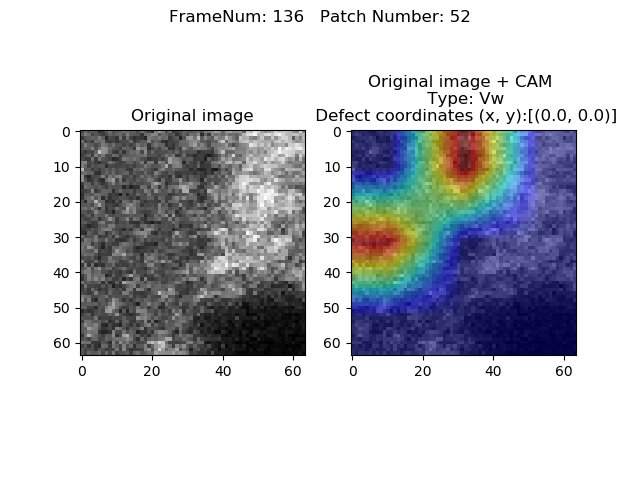 FrameNum: 136   Patch Number: 52
Original image
Original image + CAM
Type: Vw
Defect coordinates (x, y):[(0.0, 0.0)]
0
10
20
30
40
50
60
0 20 40 60
0
10
20
30
40
50
60
0 20 40 60